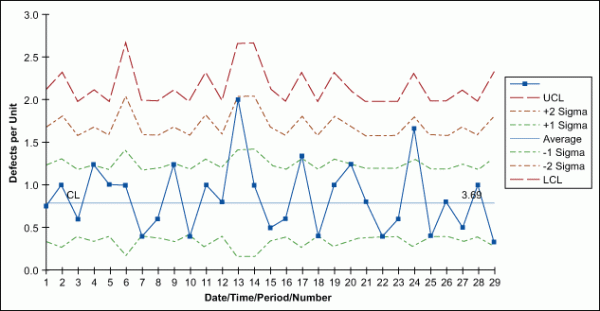 3.0
2.5
2.0
1.5
1.0
0.5
0.0
Defects per Unit
CL
3.69
1 2 3 4 5 6 7 8 9 10 11 12 13 14 15 16 17 18 19 20 21 22 23 24 25 26 27 28 29
Date/Time/Period/Number
UCL
+2 Sigma
+1 Sigma
Average
-1 Sigma
-2 Sigma
LCL